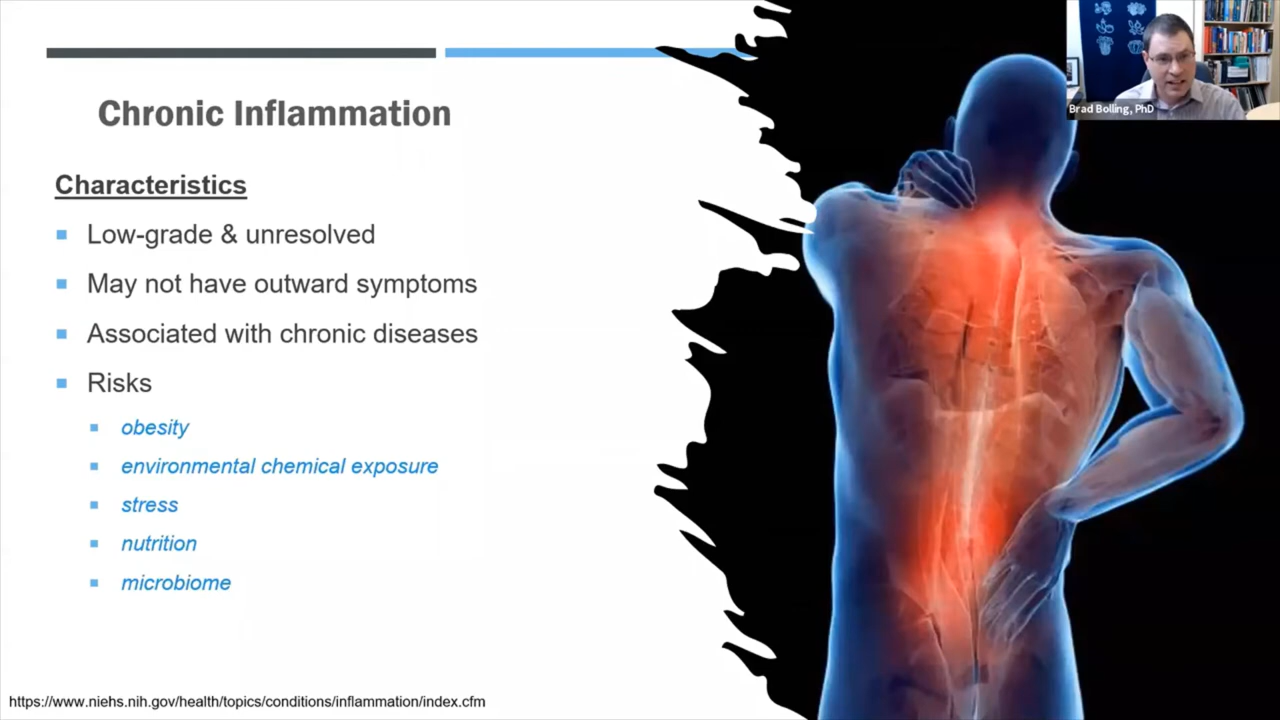 Chronic Inflammation
Characteristics
Low-grade & unresolved
May not have outward symptoms
Associated with chronic diseases
Risks
obesity
environmental chemical exposure
stress
nutrition
microbiome
https://www.niehs.nih.gov/health/topics/conditions/inflammation/index.cfm
Brad Bolling, PhD